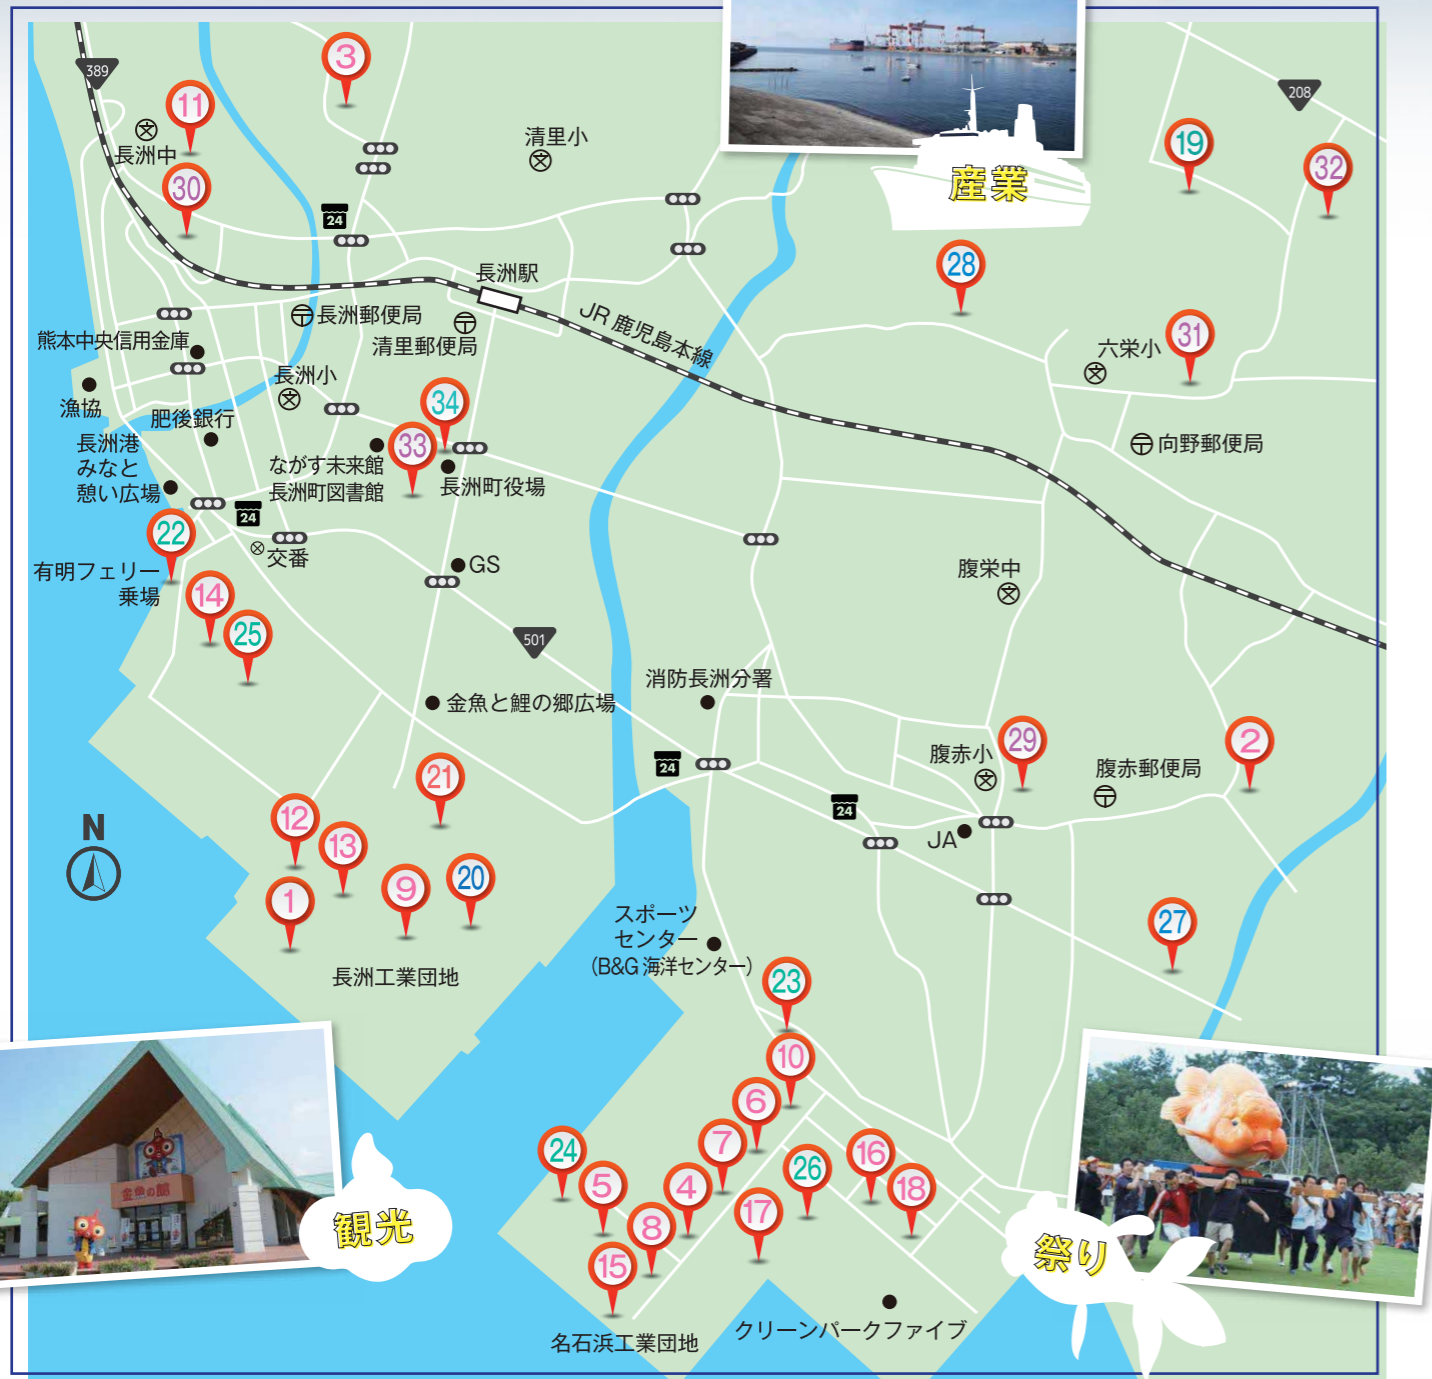 産業
389
208
3
11
長洲中
30
清里小
19
32
24
28
長洲駅
長洲郵便局
清里郵便局
JR 鹿児島本線
31
六栄小
熊本中央信用金庫
漁協
長洲小
肥後銀行
34
33
向野郵便局
長洲港
みなと
憩い広場
ながす未来館
長洲町図書館
長洲町役場
24
22
交番
GS
有明フェリー
乗場
14
25
501
腹栄中
消防長洲分署
金魚と鯉の郷広場
24
21
29
腹赤小
2
腹赤郵便局
24
JA
N
12
13
1
9
20
長洲工業団地
スポーツ
センター
(B&G 海洋センター)
27
23
10
6
7
24
5
4
8
15
26
17
16
18
名石浜工業団地
クリーンパークファイブ
金魚の館
観光
祭り